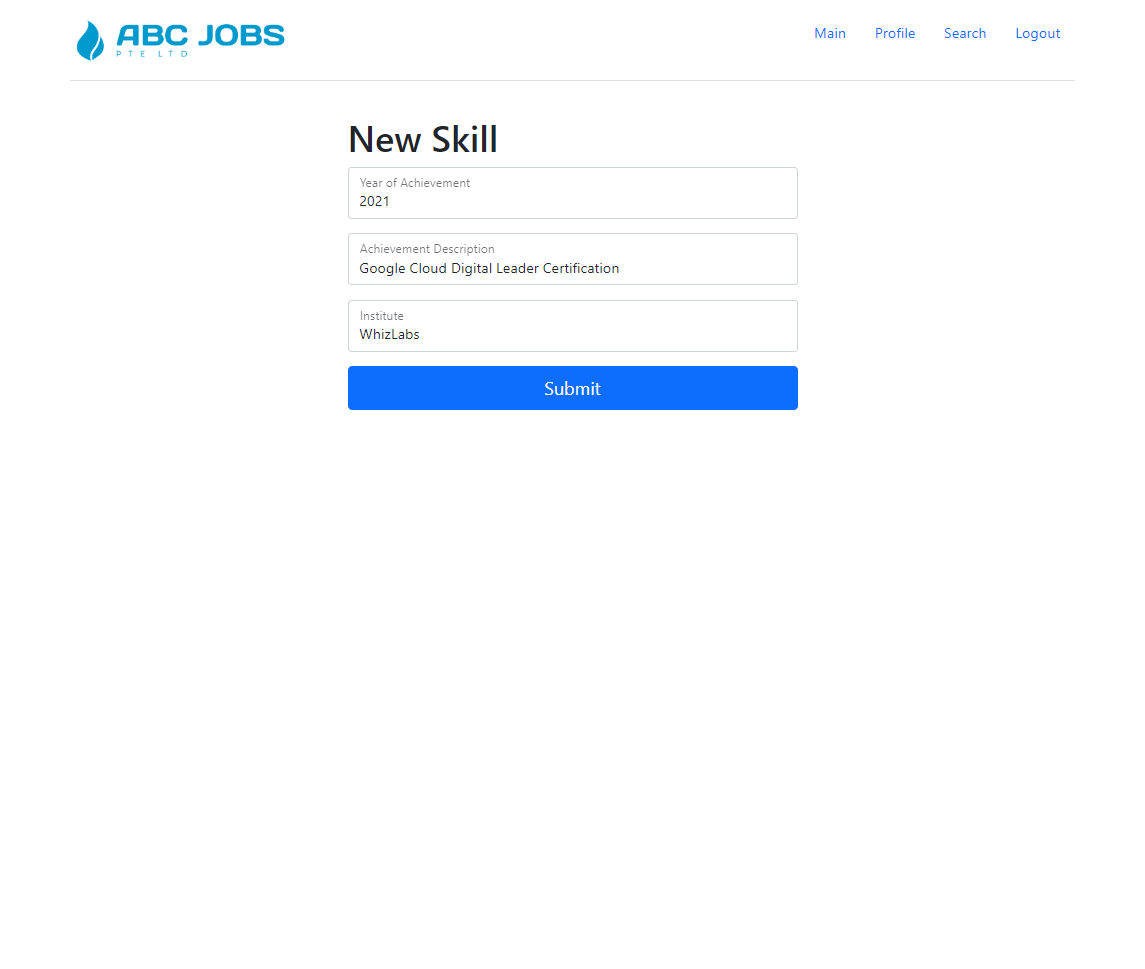 ABC JOBS
PTE LTD
Main Profile Search Logout
New Skill
Year of Achievement
2021
Achievement Description
Google Cloud Digital Leader Certification
Institute
WhizLabs
Submit